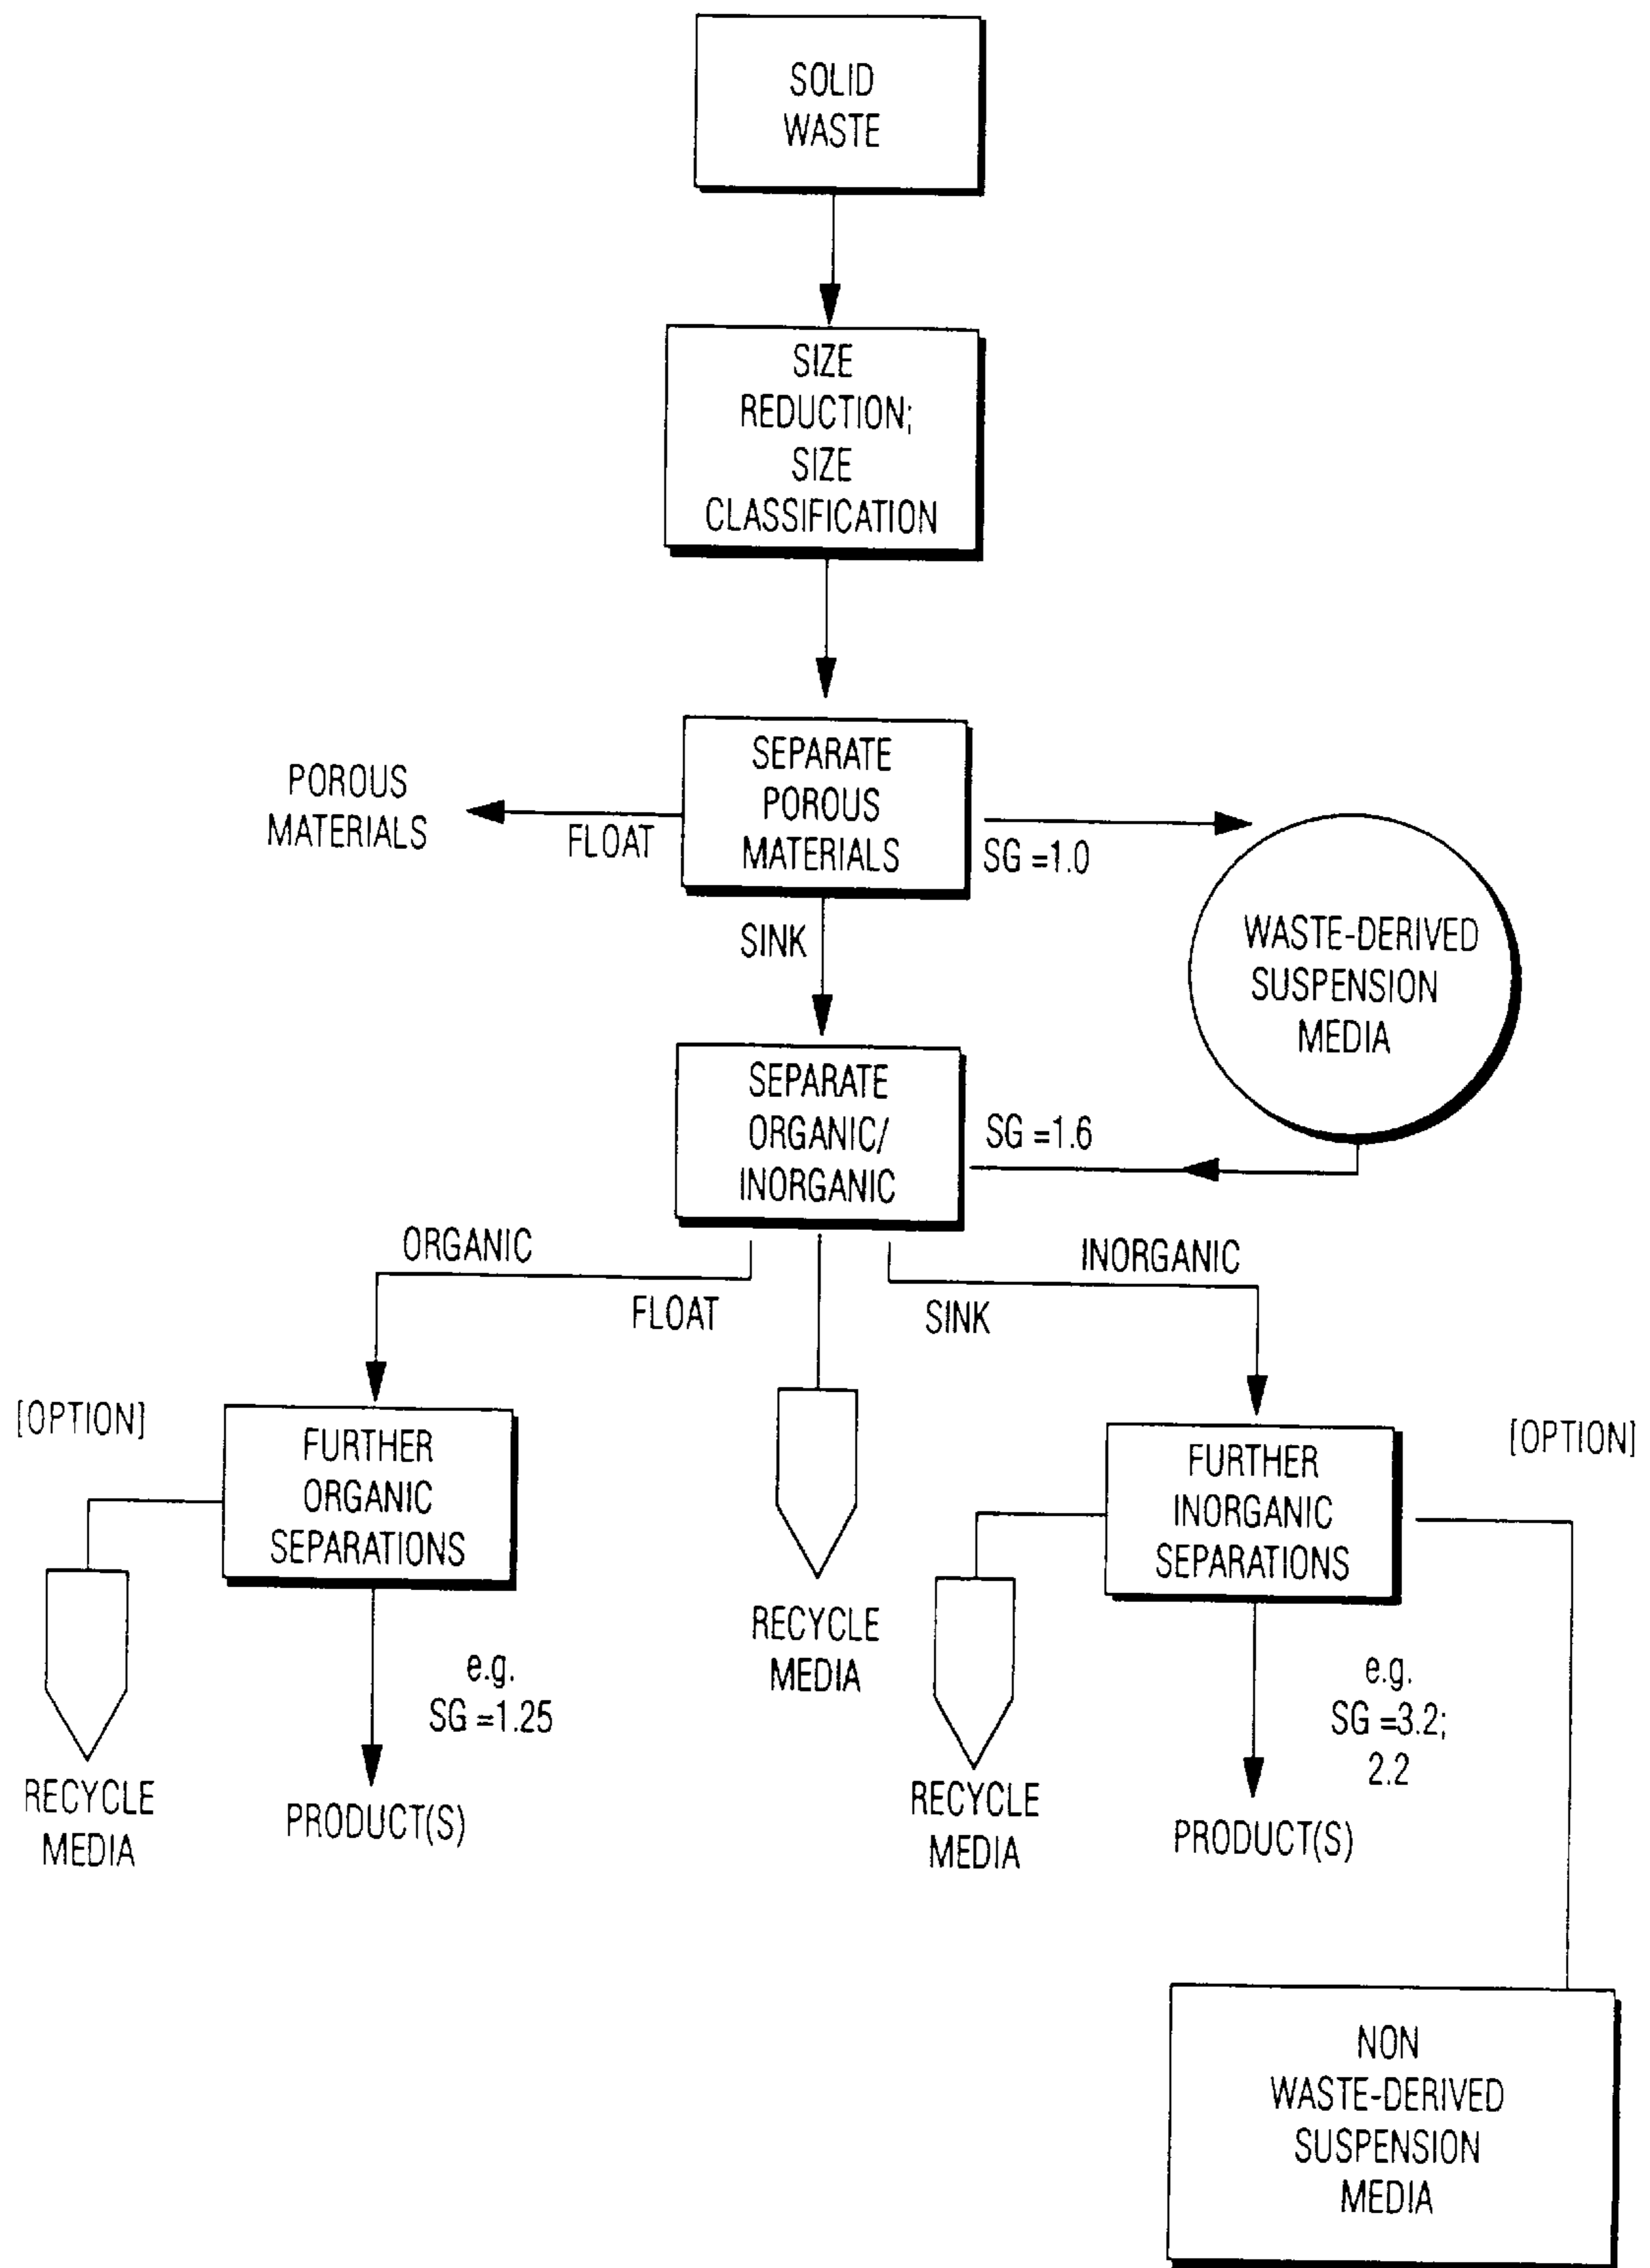 SOLID
WASTE
SIZE
REDUCTION;
SIZE
CLASSIFICATION
SEPARATE
POROUS
MATERIALS
POROUS
MATERIALS
FLOAT
SG =1.0
SINK
WASTE-DERIVED
SUSPENSION
MEDIA
SEPARATE
ORGANIC/
INORGANIC
SG =1.6
ORGANIC
FLOAT
INORGANIC
SINK
[OPTION]
FURTHER
ORGANIC
SEPARATIONS
RECYCLE
MEDIA
e.g.
SG =1.25
PRODUCT(S)
RECYCLE
MEDIA
FURTHER
INORGANIC
SEPARATIONS
[OPTION]
RECYCLE
MEDIA
e.g.
SG =3.2;
2.2
PRODUCT(S)
NON
WASTE-DERIVED
SUSPENSION
MEDIA